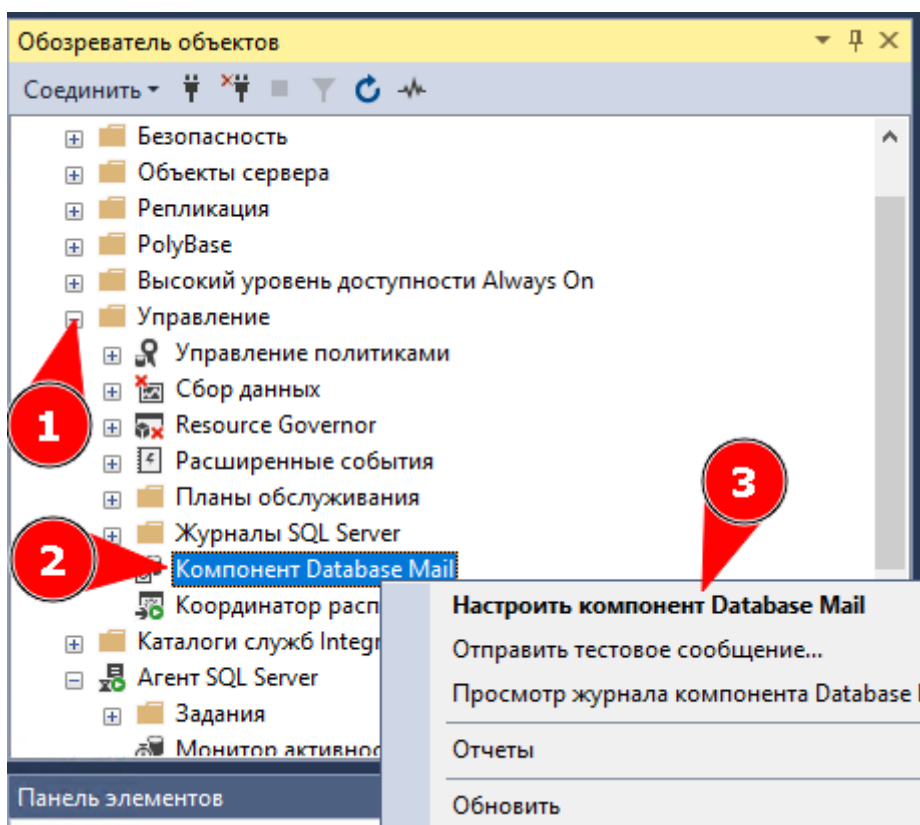 Обозреватель объектов
Соединить
Безопасность
Объекты сервера
Репликация
PolyBase
Высокий уровень доступности Always On
Управление
Управление политиками
Сбор данных
1
Resource Governor
Расширенные события
3
Планы обслуживания
Журналы SQL Server
2
Компонент Database Mail
Координатор расп
Настроить компонент Database Mail
Каталоги служб Integr
Отправить тестовое сообщение...
Агент SQL Server
Просмотр журнала компонента Database
Задания
Монитор активнос
Отчеты
Панель элементов
Обновить